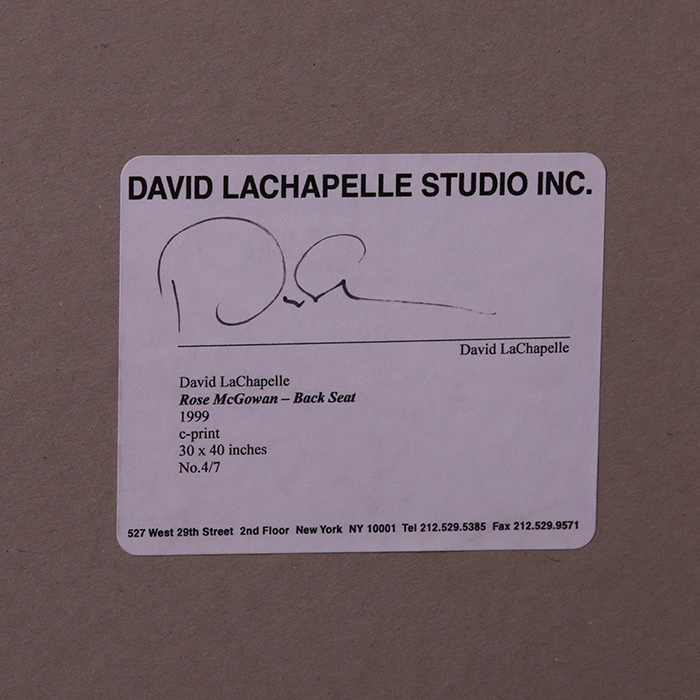 DAVID LACHAPELLE STUDIO INC.
David LaChapelle
David LaChapelle
Rose McGowan – Back Seat
1999
c-print
30 x 40 inches
No.4/7
527 West 29th Street 2nd Floor New York NY 10001 Tel 212.529.5385 Fax 212.529.9571